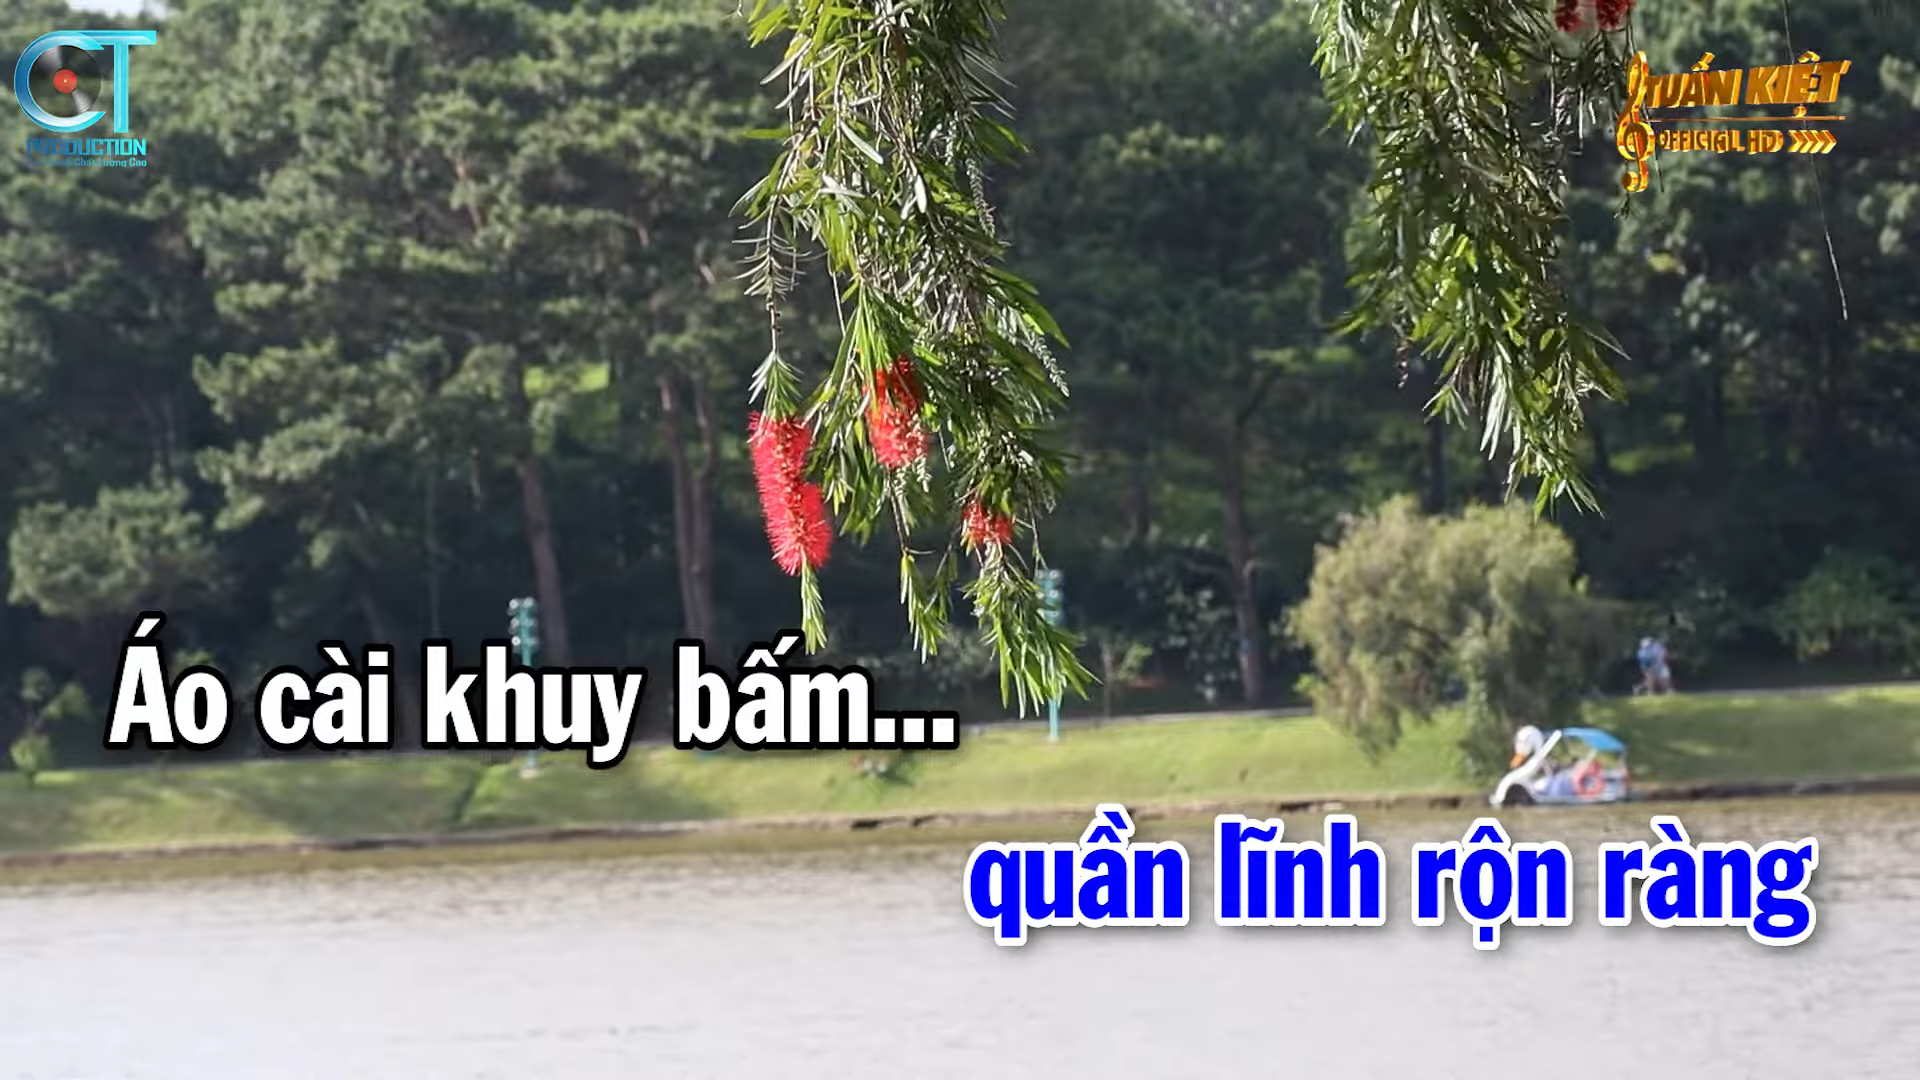 CT
PRODUCTION
TUẤN KIỆT
OFFICIAL HD
Áo cài khuy bấm...
quần lĩnh rộn ràng